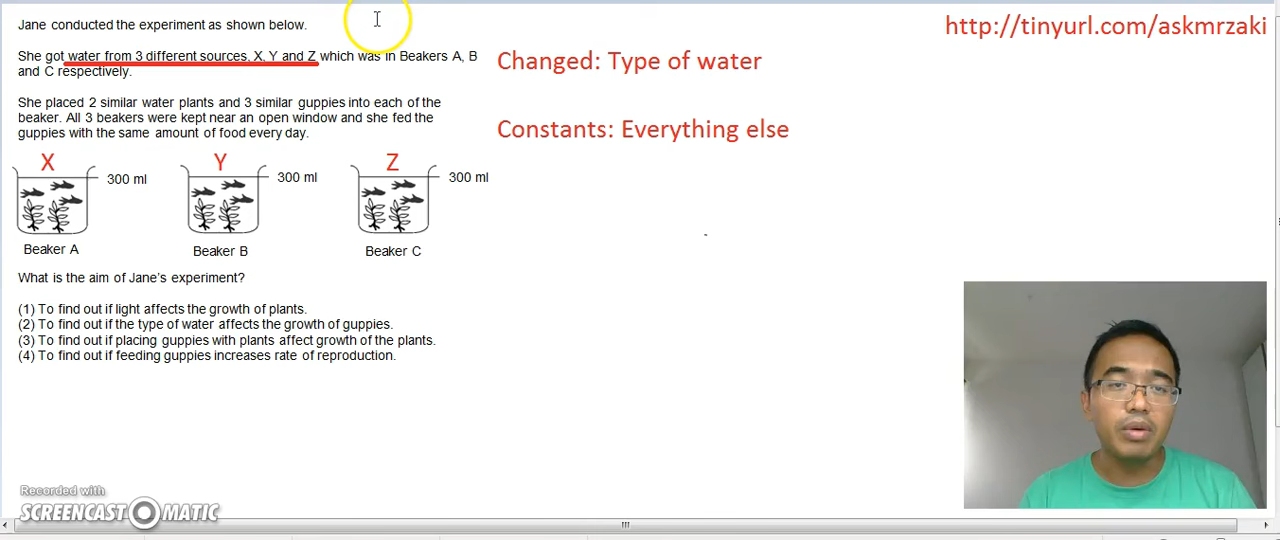 Jane conducted the experiment as shown below.
http://tinyurl.com/askmrzaki
She got water from 3 different sources, X, Y and Z which was in Beakers A, B
and C respectively.
Changed: Type of water
She placed 2 similar water plants and 3 similar guppies into each of the
beaker. All 3 beakers were kept near an open window and she fed the
guppies with the same amount of food every day.
Constants: Everything else
X Y Z
300 ml 300 ml 300 ml
Beaker A Beaker B Beaker C
What is the aim of Jane's experiment?
(1) To find out if light affects the growth of plants.
(2) To find out if the type of water affects the growth of guppies.
(3) To find out if placing guppies with plants affect growth of the plants.
(4) To find out if feeding guppies increases rate of reproduction.
Recorded with
SCREENCAST MATIC